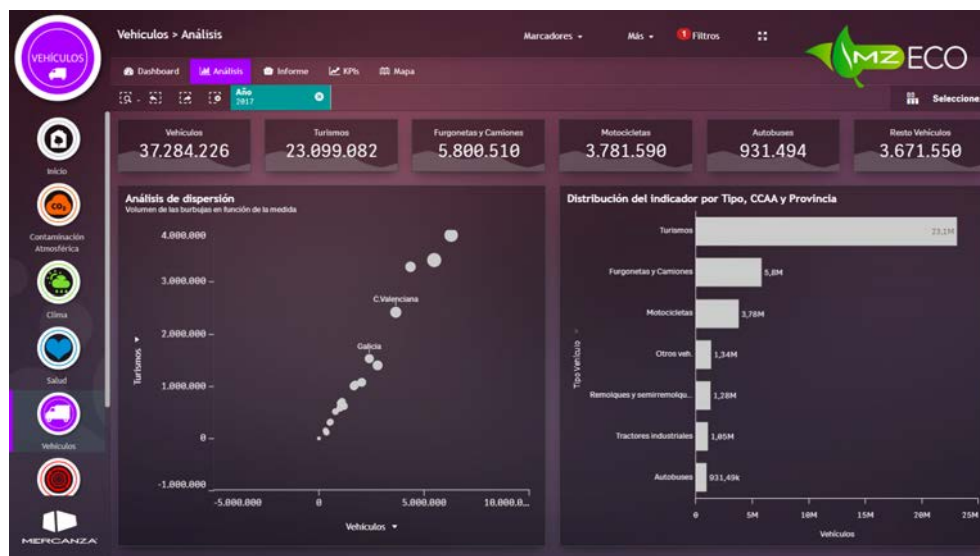 VEHÍCULOS
Vehículos > Análisis
Marcadores
Más
1
Filtros
MZ ECO
Dashboard
Análisis
Informe
KPIs
Mapa
Año
2017
Seleccione
Vehículos
37.284.226
Turismos
23.099.082
Furgonetas y Camiones
5.800.510
Motocicletas
3.781.590
Autobuses
931.494
Resto Vehículos
3.671.550
Inicio
CO₂
Contaminación
Atmosférica
Clima
Salud
Vehículos
MERCANZA
Análisis de dispersión
Volumen de las burbujas en función de la medida
4.000.000
3.000.000
2.000.000
1.000.000
0
-1.000.000
Turismos
C.Valenciana
Galicia
-5.000.000
0
5.000.000
10.000.0...
Vehículos
Distribución del indicador por Tipo, CCAA y Provincia
Tipo Vehículo
Turismos
23,1M
Furgonetas y Camiones
5,8M
Motocicletas
3,78M
Otros veh.
1,34M
Remolques y semirremolqu...
1,28M
Tractores industriales
1,05M
Autobuses
931,49k
0
5M
10M
15M
20M
25M
Vehículos